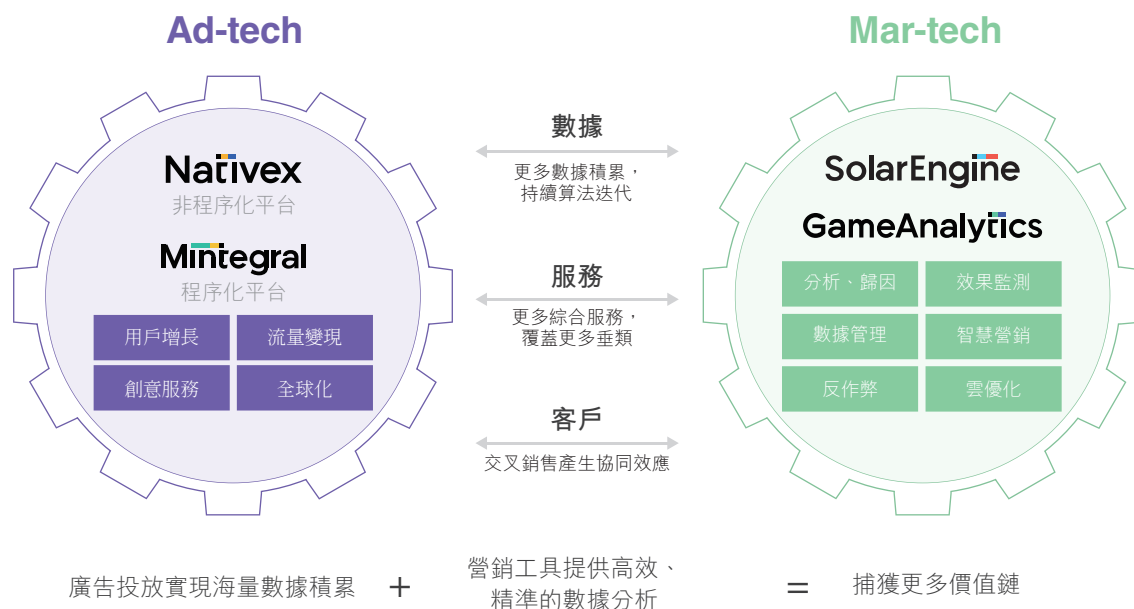 Ad-tech
Nativex
非程序化平台
Mintegral
程序化平台
用戶增長
流量變現
創意服務
全球化
數據
更多數據積累，
持續算法迭代
服務
更多綜合服務，
覆蓋更多垂類
客戶
交叉銷售產生協同效應
Mar-tech
SolarEngine
GameAnalytics
分析、歸因
效果監測
數據管理
智慧營銷
反作弊
雲優化
廣告投放實現海量數據積累
+
營銷工具提供高效、
精準的數據分析
=
捕獲更多價值鏈